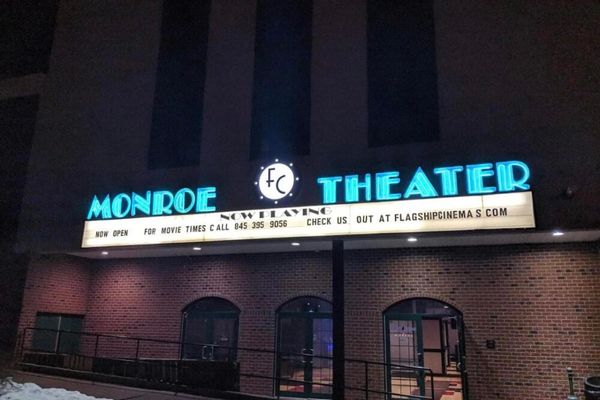 FC
MONROE THEATER
NOW PLAYING
NOW OPEN FOR MOVIE TIMES CALL 845 395 9056 CHECK US OUT AT FLAGSHIPCINEMAS COM